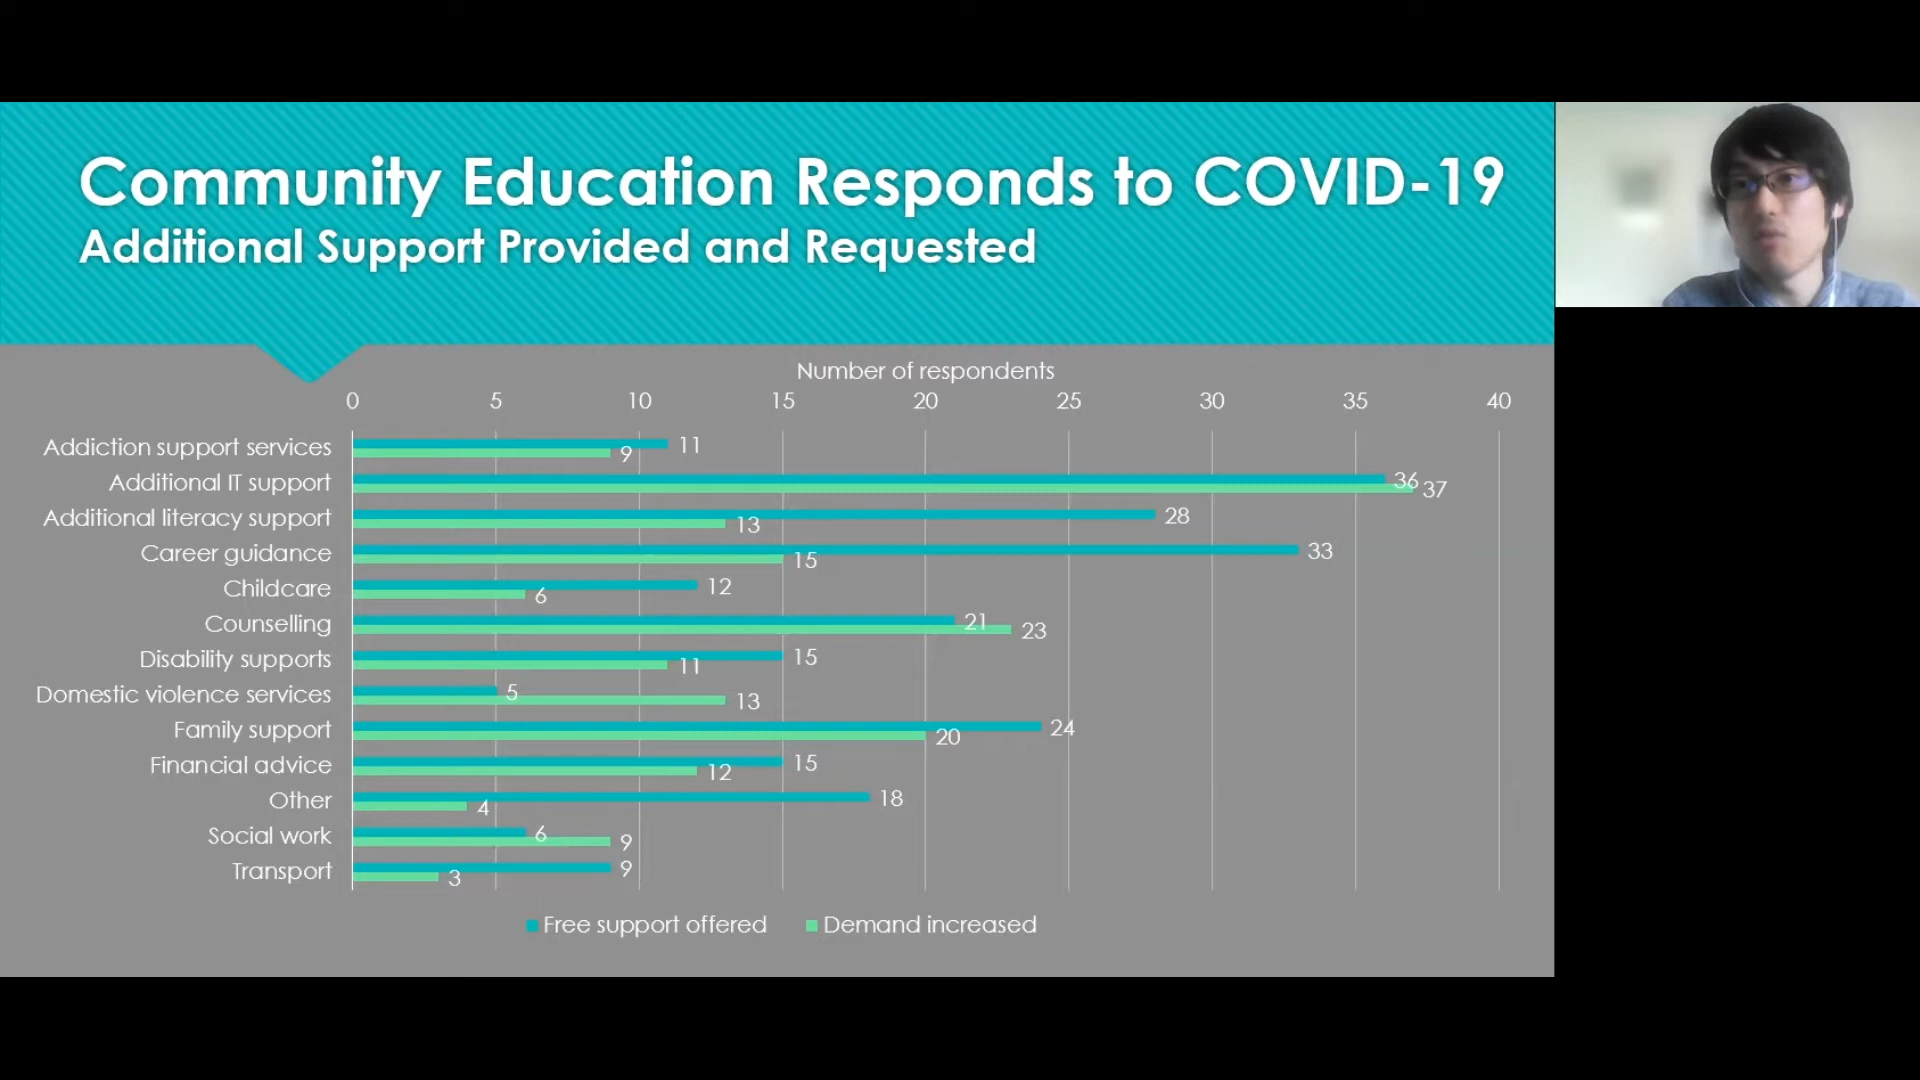 Community Education Responds to COVID-19
Additional Support Provided and Requested
Number of respondents
0 5 10 15 20 25 30 35 40
Addiction support services 11
9
Additional IT support 36
37
Additional literacy support 28
13
Career guidance 33
15
Childcare 12
6
Counselling 21
23
Disability supports 15
11
Domestic violence services 5
13
Family support 24
20
Financial advice 15
12
Other 18
4
Social work 6
9
Transport 9
3
Free support offered Demand increased